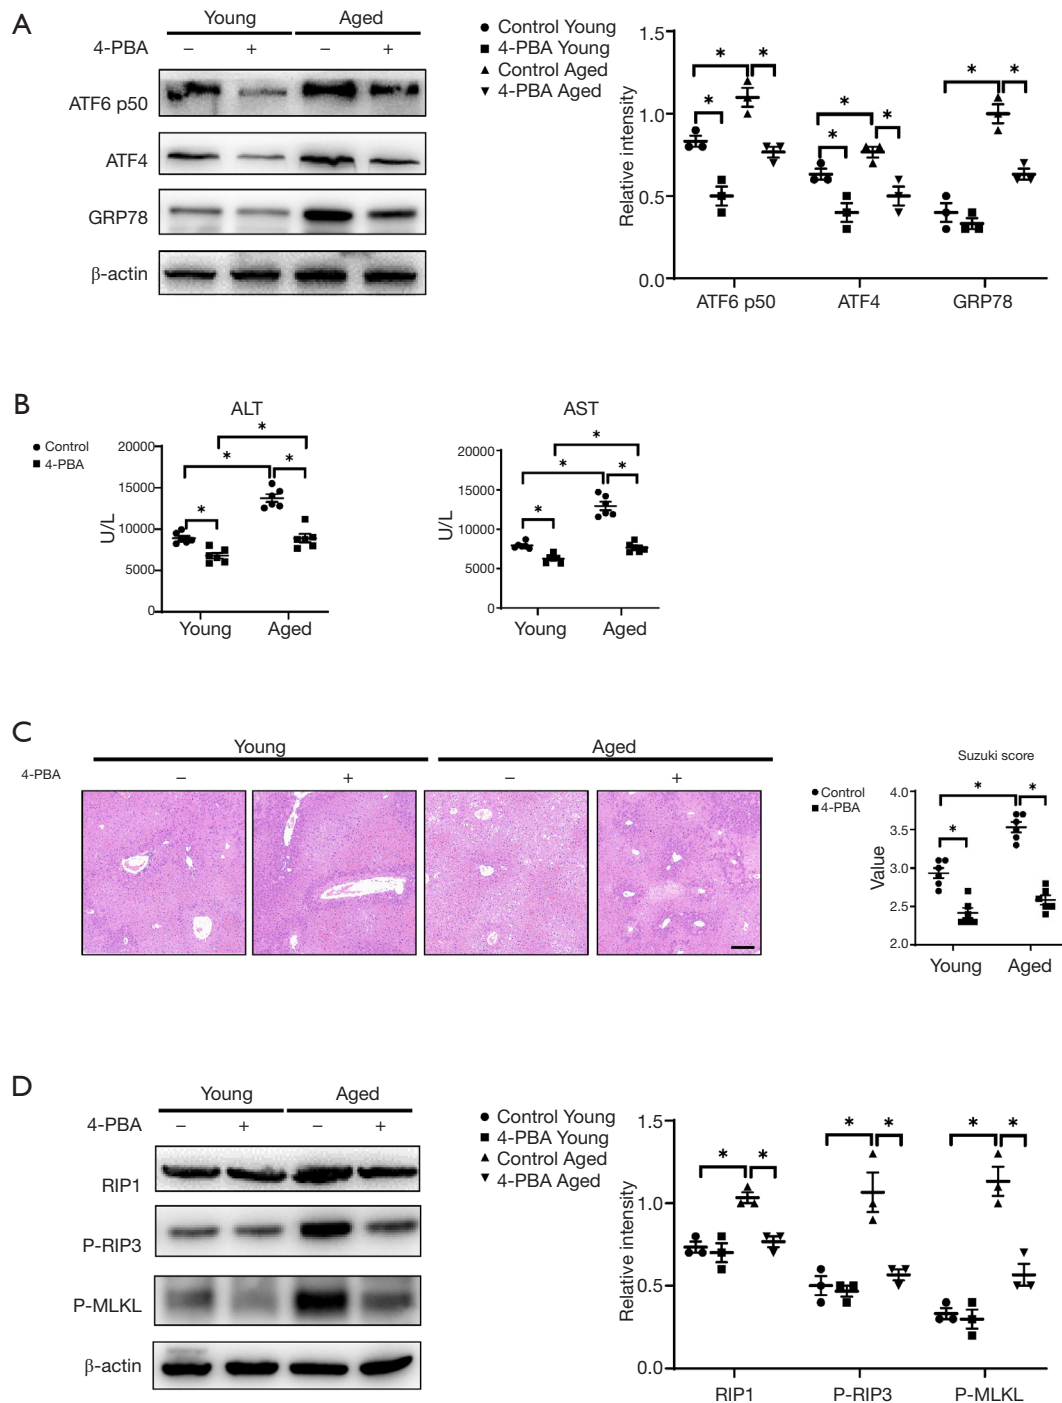 A
Young Aged
4-PBA − + − +
ATF6 p50
ATF4
GRP78
β-actin
Control Young
4-PBA Young
Control Aged
4-PBA Aged
Relative intensity
1.5
1.0
0.5
0.0
* * * * * * * *
ATF6 p50 ATF4 GRP78
B
Control
4-PBA
ALT
U/L
20000
15000
10000
5000
0
* * * *
Young Aged
AST
U/L
20000
15000
10000
5000
0
* * * *
Young Aged
C
Young Aged
4-PBA − + − +
Suzuki score
Control
4-PBA
Value
4.0
3.5
3.0
2.5
2.0
* * *
Young Aged
D
Young Aged
4-PBA − + − +
RIP1
P-RIP3
P-MLKL
β-actin
Control Young
4-PBA Young
Control Aged
4-PBA Aged
Relative intensity
1.5
1.0
0.5
0.0
* * * * * *
RIP1 P-RIP3 P-MLKL